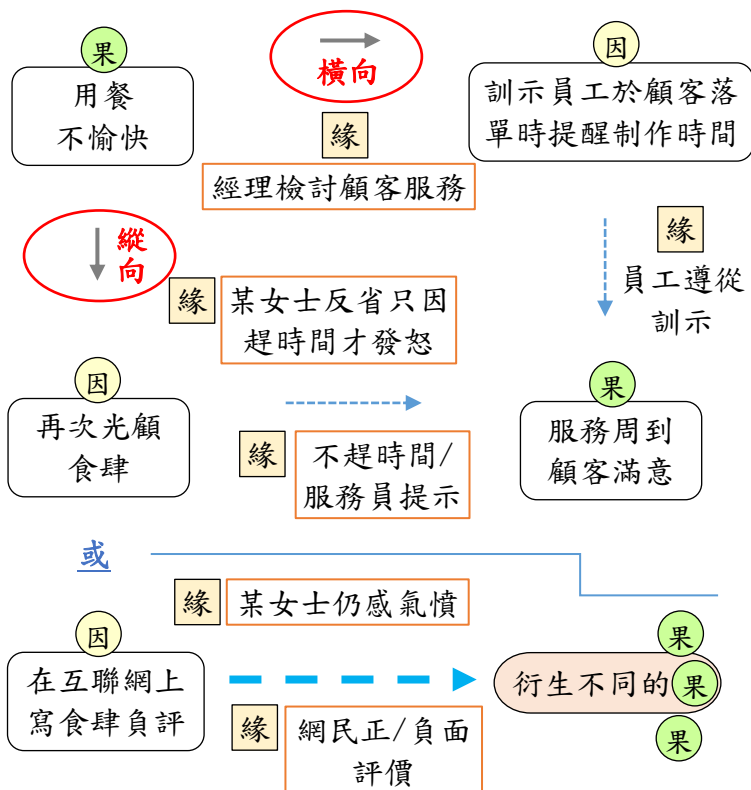 果
用餐
不愉快
橫向
緣
經理檢討顧客服務
因
訓示員工於顧客落
單時提醒制作時間
縱
向
緣
某女士反省只因
趕時間才發怒
緣
員工遵從
訓示
因
再次光顧
食肆
緣
不趕時間/
服務員提示
果
服務周到
顧客滿意
或
緣
某女士仍感氣憤
因
在互聯網上
寫食肆負評
緣
網民正/負面
評價
果
衍生不同的
果
果